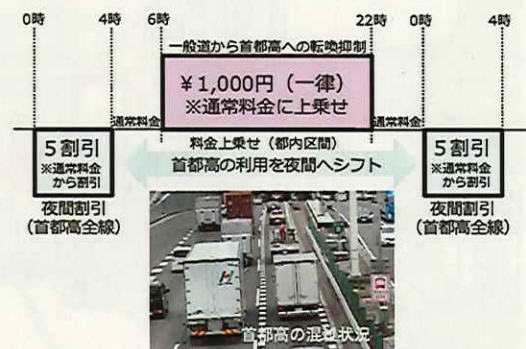 0時 4時 6時 22時 0時 4時
一般道から首都高への転換抑制
￥1,000円（一律）
※通常料金に上乗せ
通常料金 通常料金
料金上乗せ（都内区間）
首都高の利用を夜間へシフト
5割引
※通常料金
から割引
夜間割引
（首都高全線）
5割引
※通常料金
から割引
夜間割引
（首都高全線）
首都高の混雑状況